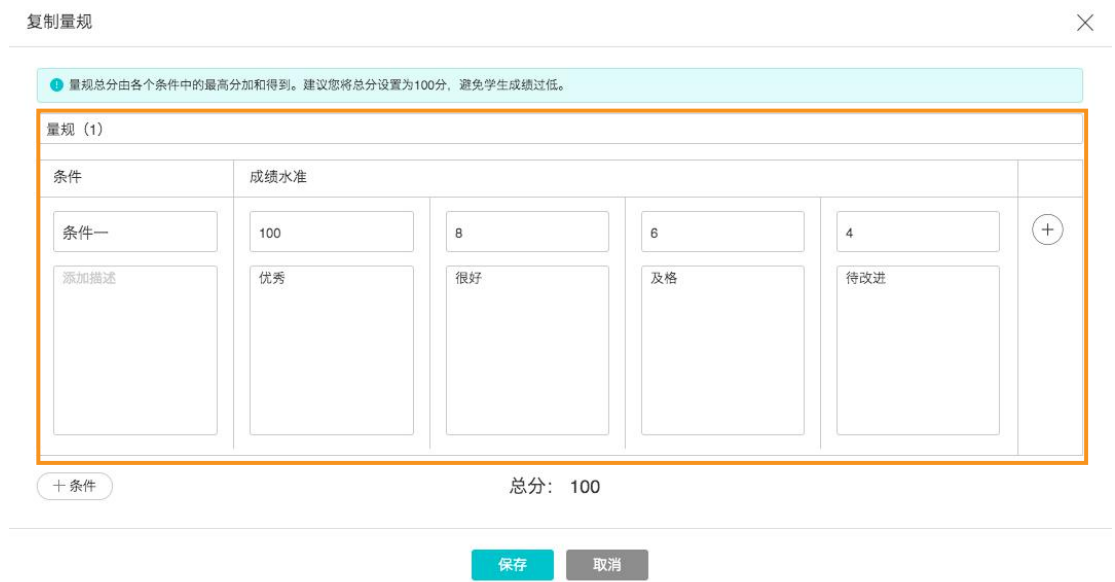 复制量规
量规总分由各个条件中的最高分加和得到。建议您将总分设置为100分，避免学生成绩过低。
量规（1）
条件 成绩水准
条件一 100 8 6 4
添加描述 优秀 很好 及格 待改进
＋条件 总分： 100
保存 取消